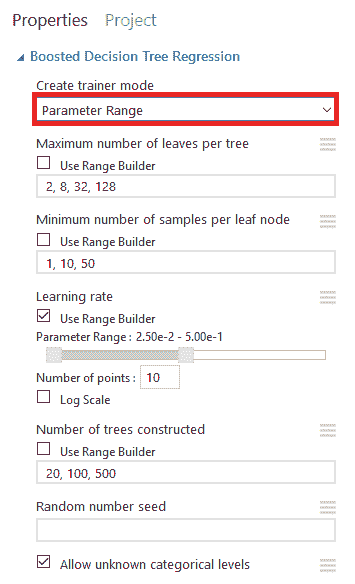 Properties Project
Boosted Decision Tree Regression
Create trainer mode
Parameter Range
Maximum number of leaves per tree
Use Range Builder
2, 8, 32, 128
Minimum number of samples per leaf node
Use Range Builder
1, 10, 50
Learning rate
Use Range Builder
Parameter Range : 2.50e-2 - 5.00e-1
Number of points : 10
Log Scale
Number of trees constructed
Use Range Builder
20, 100, 500
Random number seed
Allow unknown categorical levels